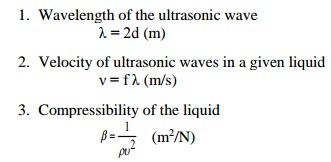 1. Wavelength of the ultrasonic wave
λ = 2d (m)
2. Velocity of ultrasonic waves in a given liquid
v = f λ (m/s)
3. Compressibility of the liquid
β = 1/ρυ² (m²/N)